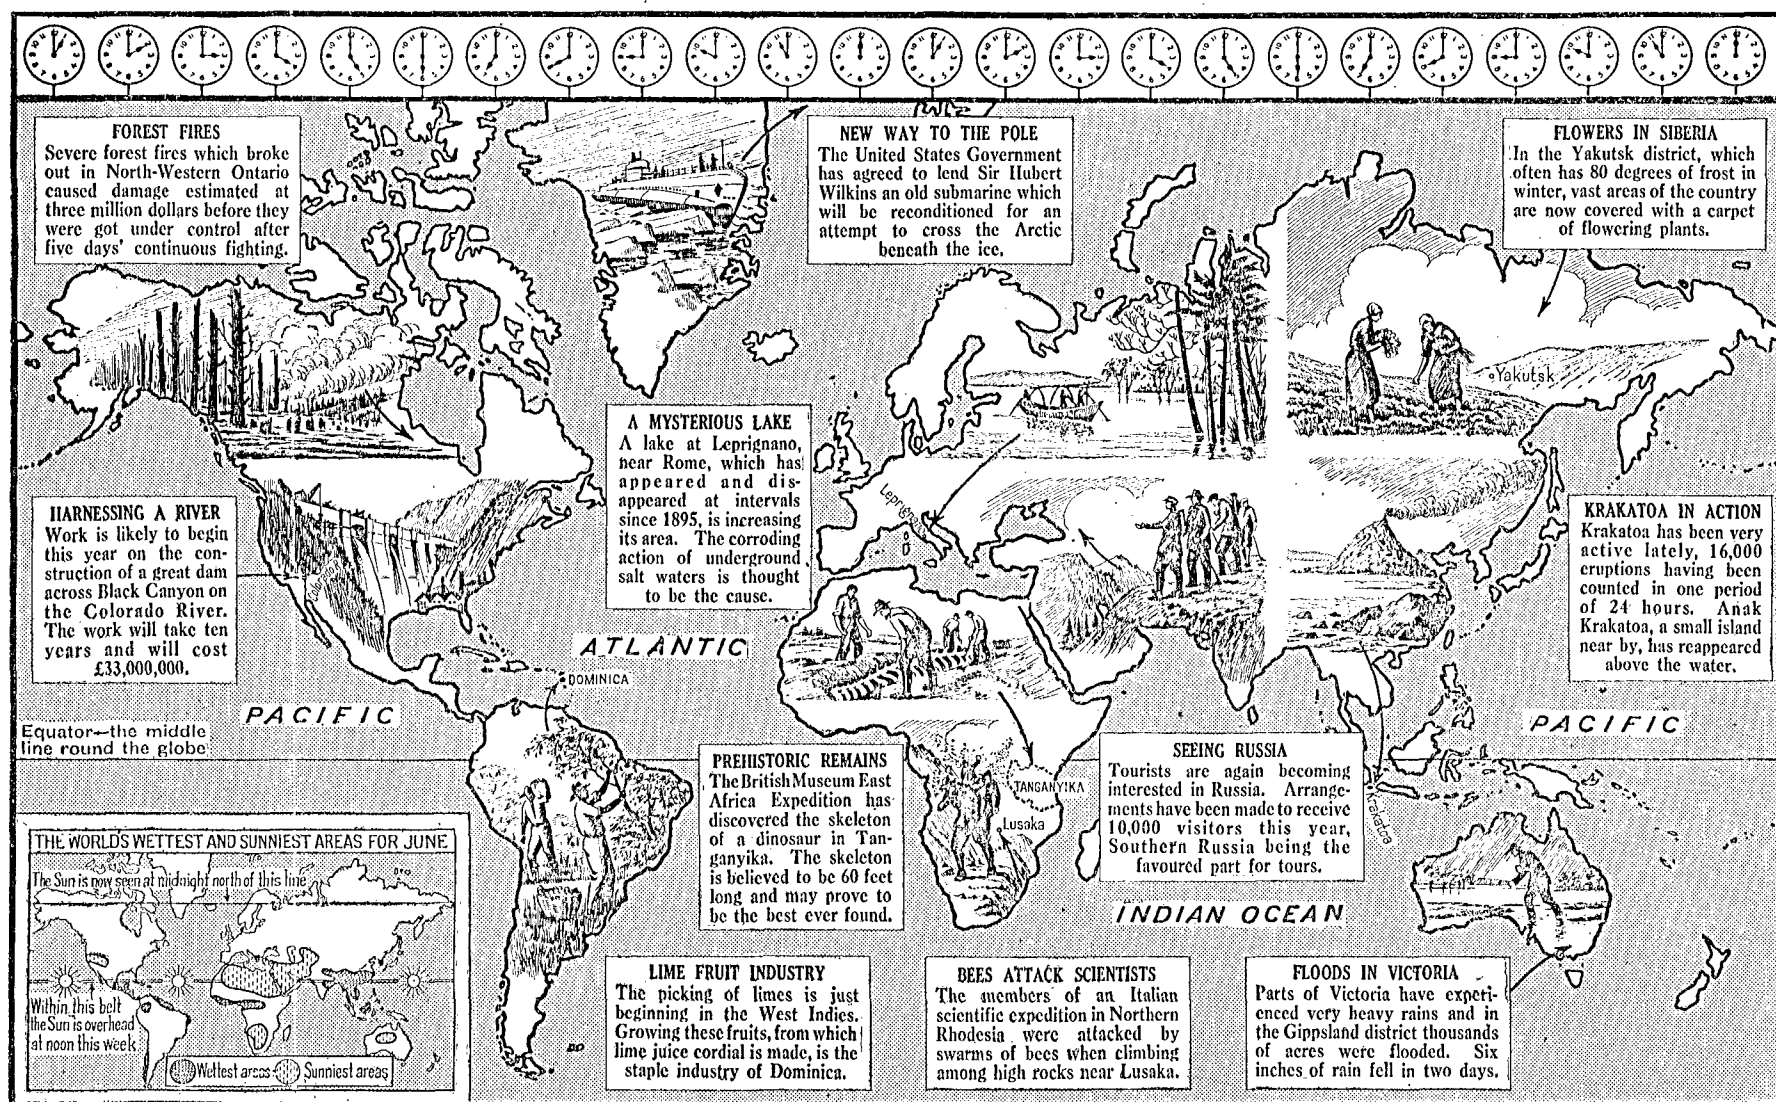 FOREST FIRES
Severe forest fires which broke
out in North-Western Ontario
caused damage estimated at
three million dollars before they
were got under control after
five days' continuous fighting.
NEW WAY TO THE POLE
The United States Government
has agreed to lend Sir Hubert
Wilkins an old submarine which
will be reconditioned for an
attempt to cross the Arctic
beneath the ice.
FLOWERS IN SIBERIA
In the Yakutsk district, which
often has 80 degrees of frost in
winter, vast areas of the country
are now covered with a carpet
of flowering plants.
Yakutsk
A MYSTERIOUS LAKE
A lake at Leprignano,
near Rome, which has
appeared and dis-
appeared at intervals
since 1895, is increasing
its area. The corroding
action of underground
salt waters is thought
to be the cause.
Leprignano
HARNESSING A RIVER
Work is likely to begin
this year on the con-
struction of a great dam
across Black Canyon on
the Colorado River.
The work will take ten
years and will cost
£33,000,000.
KRAKATOA IN ACTION
Krakatoa has been very
active lately, 16,000
eruptions having been
counted in one period
of 24 hours. Anak
Krakatoa, a small island
near by, has reappeared
above the water.
ATLANTIC
DOMINICA
PACIFIC
PACIFIC
Equator—the middle
line round the globe
PREHISTORIC REMAINS
The British Museum East
Africa Expedition has
discovered the skeleton
of a dinosaur in Tan-
ganyika. The skeleton
is believed to be 60 feet
long and may prove to
be the best ever found.
TANGANYIKA
Lusaka
SEEING RUSSIA
Tourists are again becoming
interested in Russia. Arrange-
ments have been made to receive
10,000 visitors this year,
Southern Russia being the
favoured part for tours.
Krakatoa
INDIAN OCEAN
THE WORLD'S WETTEST AND SUNNIEST AREAS FOR JUNE
The Sun is now seen at midnight north of this line
Within this belt
the Sun is overhead
at noon this week
Wettest areas
Sunniest areas
LIME FRUIT INDUSTRY
The picking of limes is just
beginning in the West Indies.
Growing these fruits, from which
lime juice cordial is made, is the
staple industry of Dominica.
BEES ATTACK SCIENTISTS
The members of an Italian
scientific expedition in Northern
Rhodesia were attacked by
swarms of bees when climbing
among high rocks near Lusaka.
FLOODS IN VICTORIA
Parts of Victoria have experi-
enced very heavy rains and in
the Gippsland district thousands
of acres were flooded. Six
inches of rain fell in two days.